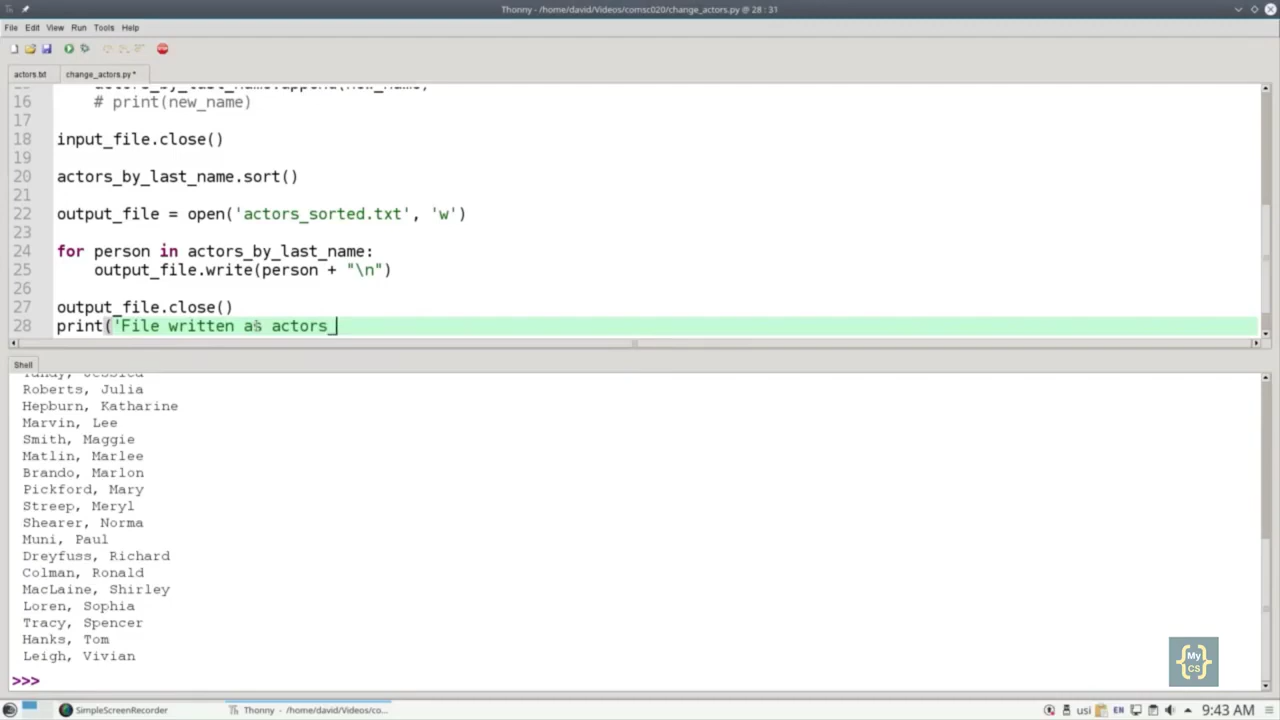 Thonny - /home/david/Videos/comsc020/change_actors.py @ 28 : 31
File Edit View Run Tools Help
actors.txt change_actors.py *
16 # print(new_name)
17
18 input_file.close()
19
20 actors_by_last_name.sort()
21
22 output_file = open('actors_sorted.txt', 'w')
23
24 for person in actors_by_last_name:
25 output_file.write(person + "\n")
26
27 output_file.close()
28 print('File written as actors_
Shell
Roberts, Julia
Hepburn, Katharine
Marvin, Lee
Smith, Maggie
Matlin, Marlee
Brando, Marlon
Pickford, Mary
Streep, Meryl
Shearer, Norma
Muni, Paul
Dreyfuss, Richard
Colman, Ronald
MacLaine, Shirley
Loren, Sophia
Tracy, Spencer
Hanks, Tom
Leigh, Vivian
>>>
{My
CS}
SimpleScreenRecorder Thonny - /home/david/Videos/co... usi EN 9:43 AM